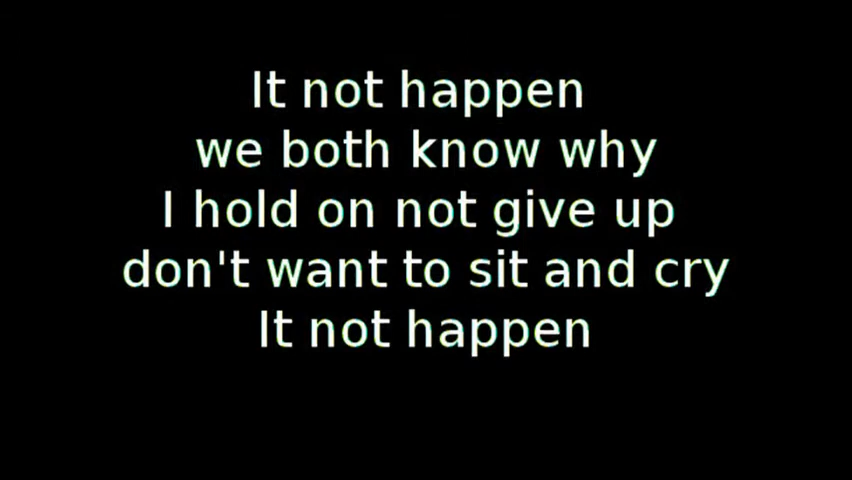 It not happen
we both know why
I hold on not give up
don't want to sit and cry
It not happen